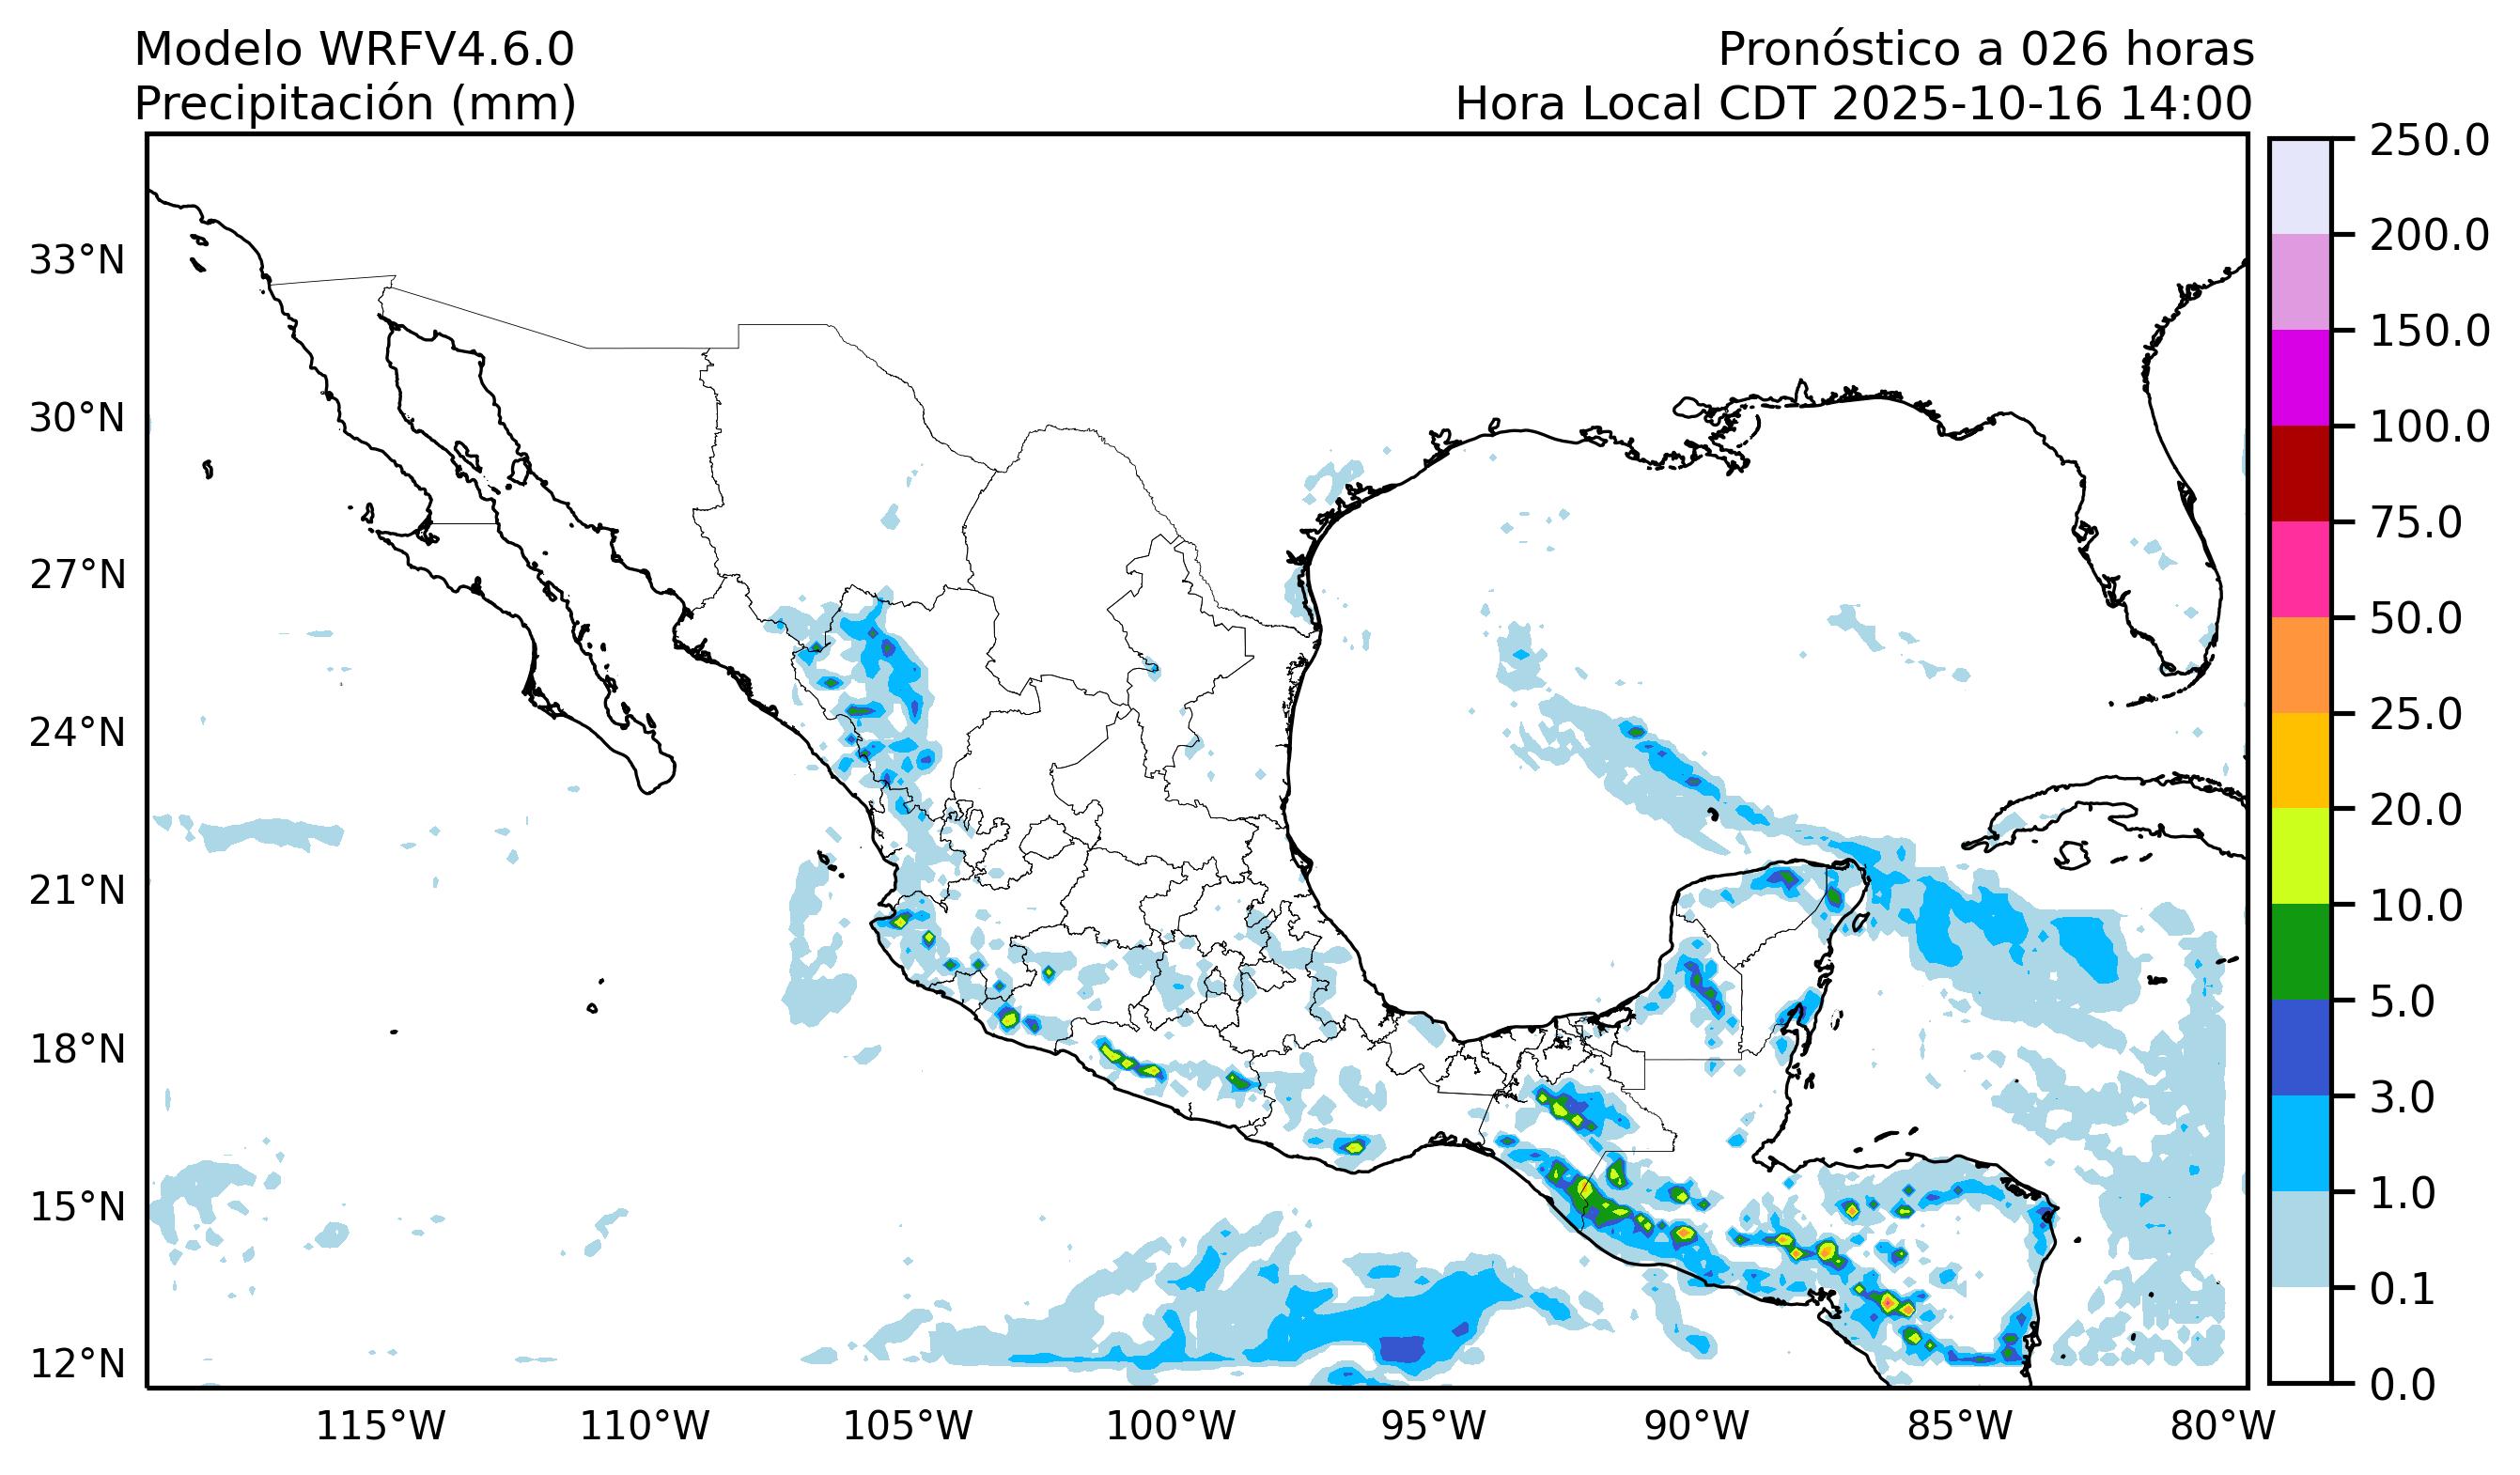 Modelo WRFV4.6.0
Precipitación (mm)
Pronóstico a 026 horas
Hora Local CDT 2025-10-16 14:00
33°N
30°N
27°N
24°N
21°N
18°N
15°N
12°N
115°W
110°W
105°W
100°W
95°W
90°W
85°W
80°W
250.0
200.0
150.0
100.0
75.0
50.0
25.0
20.0
10.0
5.0
3.0
1.0
0.1
0.0